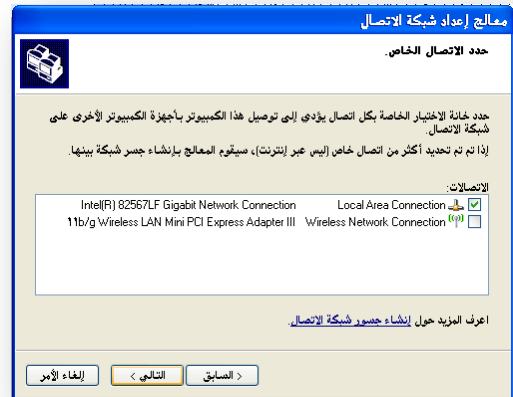 معالج إعداد شبكة الاتصال
حدد الاتصال الخاص.
حدد خانة الاختيار الخاصة بكل اتصال يؤدي إلى توصيل هذا الكمبيوتر بأجهزة الكمبيوتر الأخرى على
شبكة الاتصال.
إذا تم تم تحديد أكثر من اتصال خاص (ليس عبر إنترنت)، سيقوم المعالج بإنشاء جسر شبكة بينها.
الاتصالات:
Local Area Connection Intel(R) 82567LF Gigabit Network Connection
Wireless Network Connection 11b/g Wireless LAN Mini PCI Express Adapter III
اعرف المزيد حول إنشاء جسور شبكة الاتصال.
< السابق التالي > إلغاء الأمر